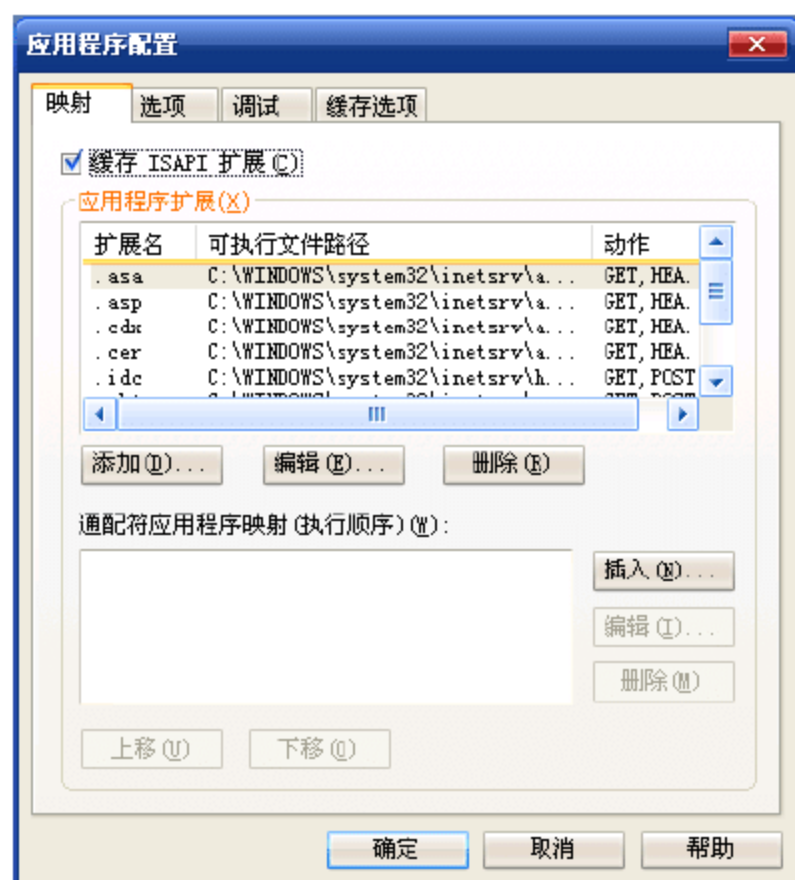 应用程序配置
映射 选项 调试 缓存选项
缓存 ISAPI 扩展(C)
应用程序扩展(X)
扩展名 可执行文件路径 动作
.asa C:\WINDOWS\system32\inetsrv\a... GET,HEA.
.asp C:\WINDOWS\system32\inetsrv\a... GET,HEA.
.cdx C:\WINDOWS\system32\inetsrv\a... GET,HEA.
.cer C:\WINDOWS\system32\inetsrv\a... GET,HEA.
.idc C:\WINDOWS\system32\inetsrv\h... GET,POST
添加(D)... 编辑(E)... 删除(R)
通配符应用程序映射(执行顺序)(W):
插入(N)...
编辑(I)...
删除(M)
上移(U) 下移(O)
确定 取消 帮助